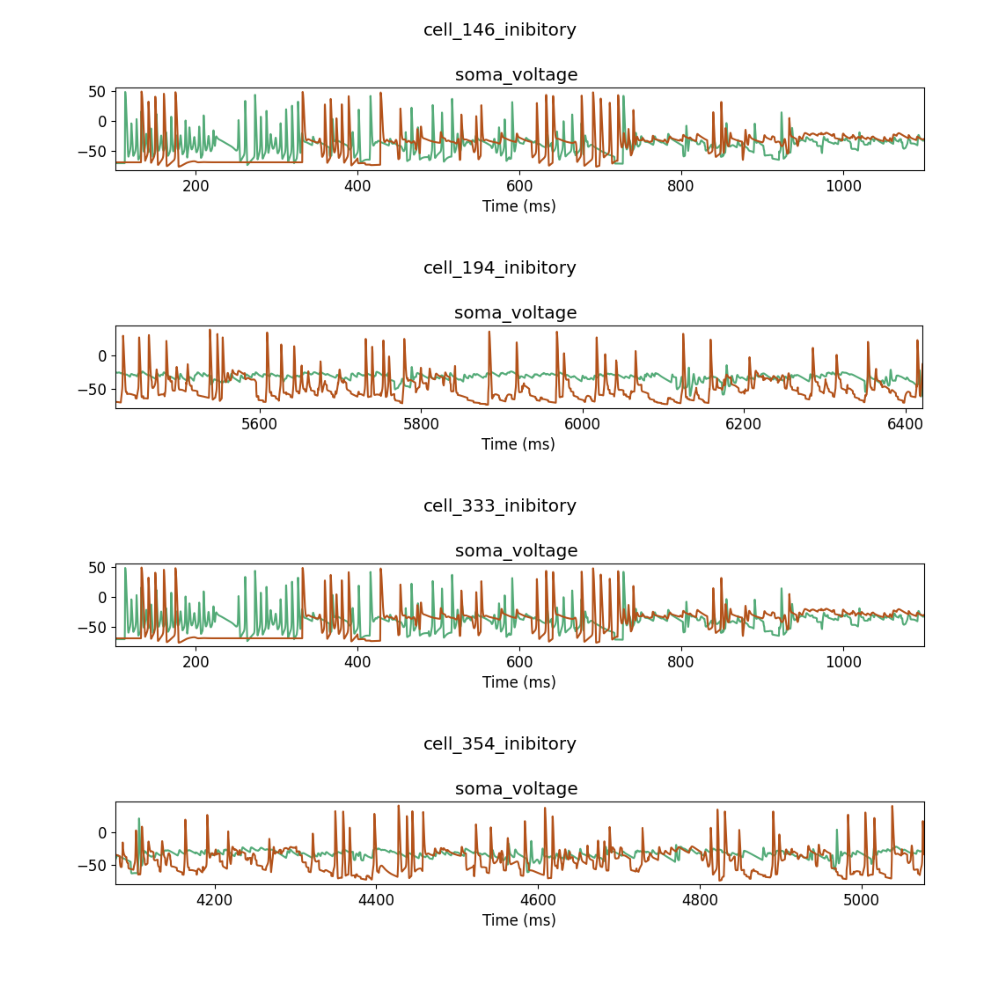 cell_146_inibitory
soma_voltage
50
0
−50
200 400 600 800 1000
Time (ms)
cell_194_inibitory
soma_voltage
0
−50
5600 5800 6000 6200 6400
Time (ms)
cell_333_inibitory
soma_voltage
50
0
−50
200 400 600 800 1000
Time (ms)
cell_354_inibitory
soma_voltage
0
−50
4200 4400 4600 4800 5000
Time (ms)